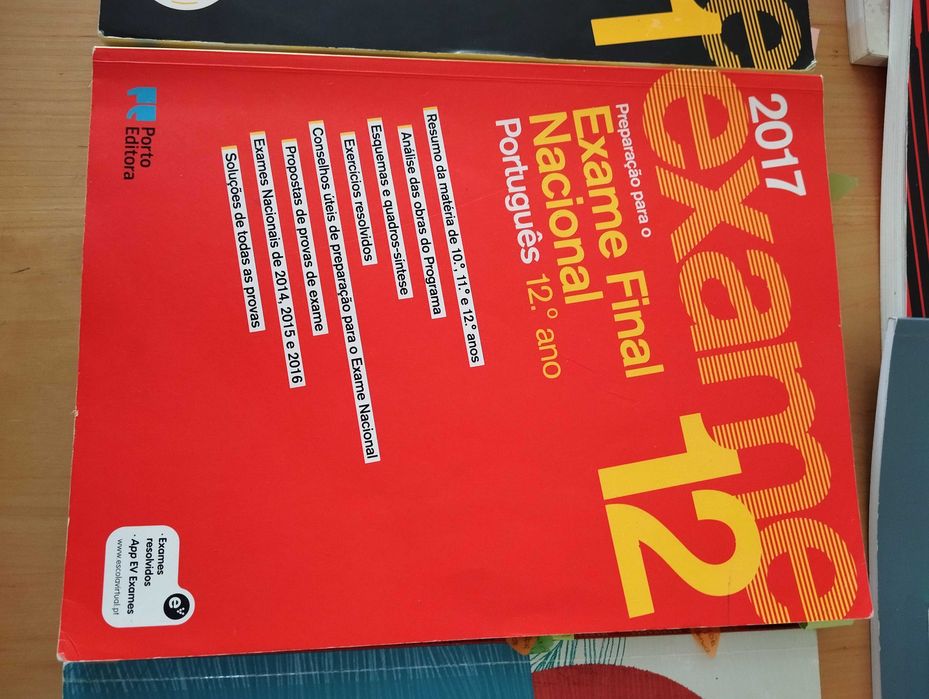 2017
exame
12
Preparação para o
Exame Final
Nacional
Português 12.º ano
Resumo da matéria de 10.º, 11.º e 12.º anos
Análise das obras do Programa
Esquemas e quadros-síntese
Exercícios resolvidos
Conselhos úteis de preparação para o Exame Nacional
Propostas de provas de exame
Exames Nacionais de 2014, 2015 e 2016
Soluções de todas as provas
Porto
Editora
· Exames
resolvidos
· App EV Exames
www.escolavirtual.pt
ev
e
1